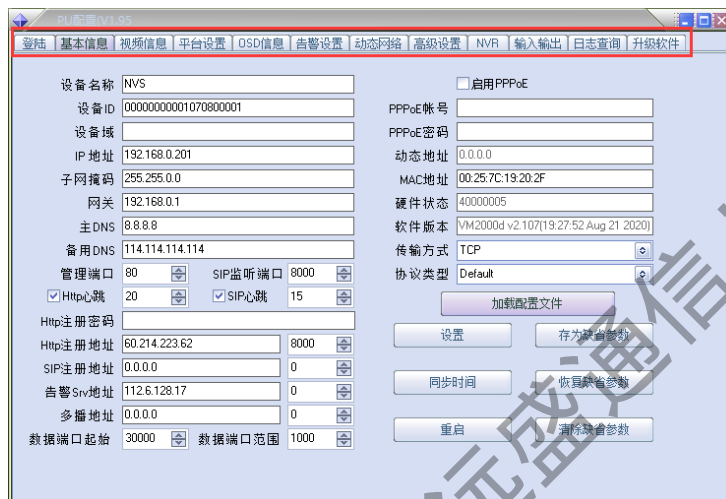 PU配置(V1.95
登陆 基本信息 视频信息 平台设置 OSD信息 告警设置 动态网络 高级设置 NVR 输入输出 日志查询 升级软件
设备名称 NVS 启用PPPoE
设备ID 00000000001070800001 PPPoE帐号
设备域 PPPoE密码
IP地址 192.168.0.201 动态地址 0.0.0.0
子网掩码 255.255.0.0 MAC地址 00:25:7C:19:20:2F
网关 192.168.0.1 硬件状态 40000005
主DNS 8.8.8.8 软件版本 VM2000d v2.107(19:27:52 Aug 21 2020)
备用DNS 114.114.114.114 传输方式 TCP
管理端口 80 SIP监听端口 8000 协议类型 Default
Http心跳 20 SIP心跳 15 加载配置文件
Http注册密码
Http注册地址 60.214.223.62 8000 设置 存为缺省参数
SIP注册地址 0.0.0.0 0
告警Srv地址 112.6.128.17 0 同步时间 恢复缺省参数
多播地址 0.0.0.0 0
数据端口起始 30000 数据端口范围 1000 重启 清除缺省参数
远盛通信